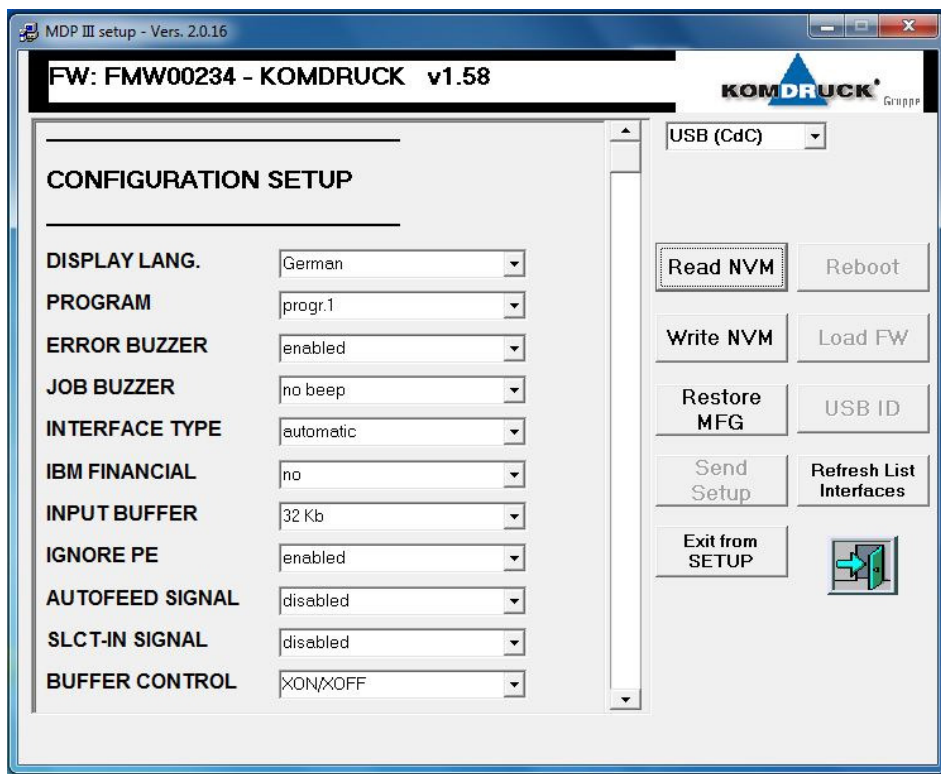 MDP III setup - Vers. 2.0.16
FW: FMW00234 - KOMDRUCK v1.58
KOMDRUCK
Gruppe
USB (CdC)
CONFIGURATION SETUP
DISPLAY LANG. German
PROGRAM progr.1
ERROR BUZZER enabled
JOB BUZZER no beep
INTERFACE TYPE automatic
IBM FINANCIAL no
INPUT BUFFER 32 Kb
IGNORE PE enabled
AUTOFEED SIGNAL disabled
SLCT-IN SIGNAL disabled
BUFFER CONTROL XON/XOFF
Read NVM Reboot
Write NVM Load FW
Restore
MFG
USB ID
Send
Setup
Refresh List
Interfaces
Exit from
SETUP